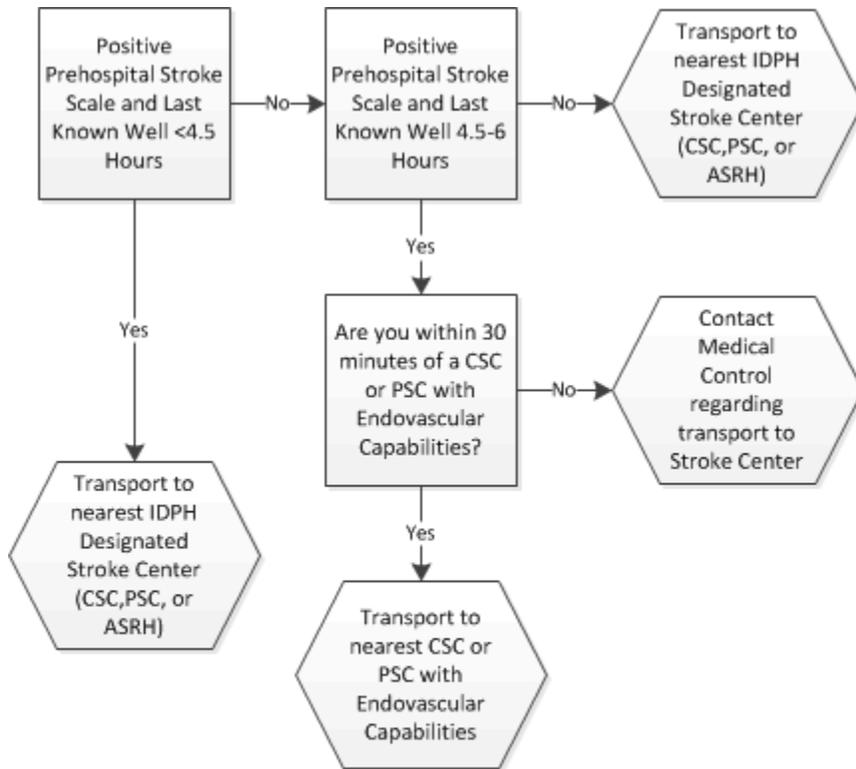 Positive
Prehospital Stroke
Scale and Last
Known Well <4.5
Hours
No
Positive
Prehospital Stroke
Scale and Last
Known Well 4.5-6
Hours
No
Transport to
nearest IDPH
Designated
Stroke Center
(CSC,PSC, or
ASRH)
Yes
Yes
Are you within 30
minutes of a CSC
or PSC with
Endovascular
Capabilities?
No
Contact
Medical
Control
regarding
transport to
Stroke Center
Transport to
nearest IDPH
Designated
Stroke Center
(CSC,PSC, or
ASRH)
Yes
Transport to
nearest CSC or
PSC with
Endovascular
Capabilities